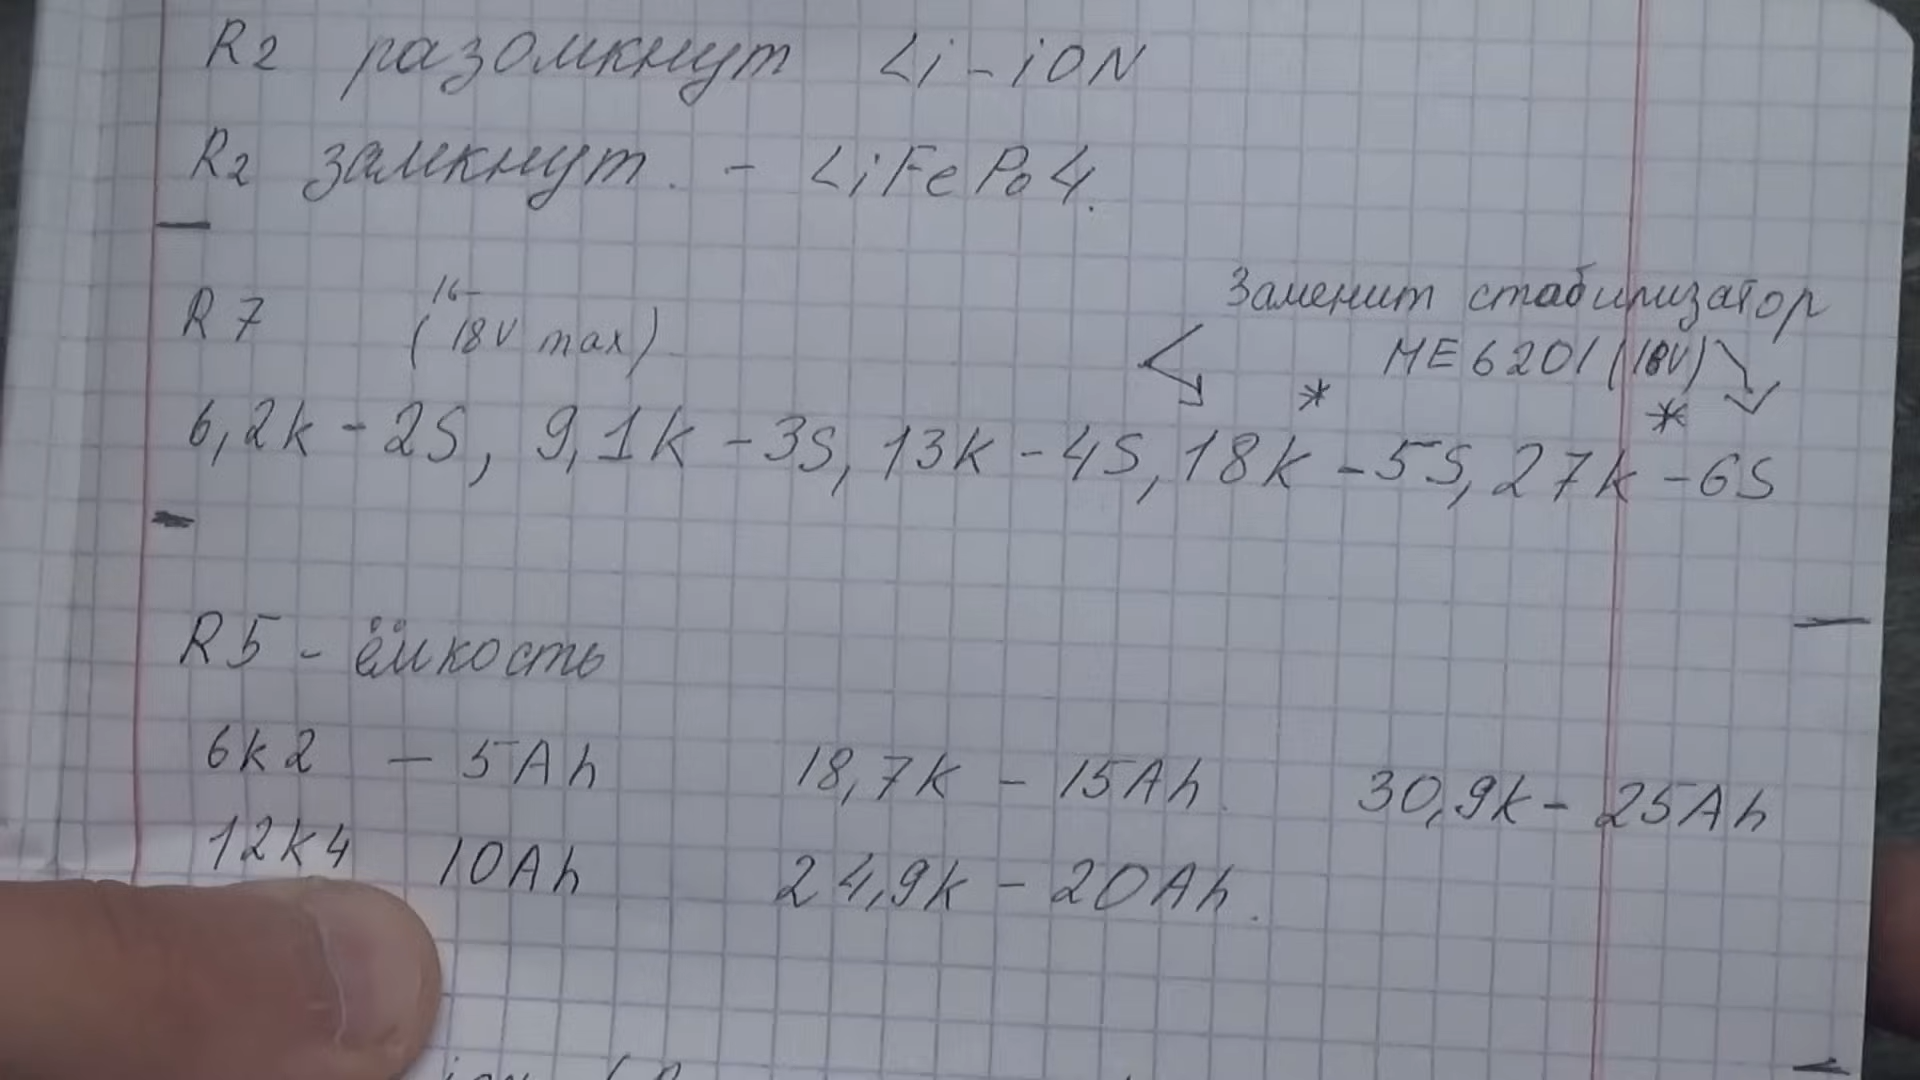 R2 разомкнут Li-iON
R2 замкнут. - LiFePo4.
Заменит стабилизатор
R7 16-
(18V max)
ME6201(18V)
* *
6,2k - 2S, 9,1k - 3S, 13k - 4S, 18k - 5S, 27k - 6S
R5 - ёмкость
6k2 - 5Ah 18,7k - 15Ah. 30,9k - 25Ah
12k4 10Ah 24,9k - 20Ah.